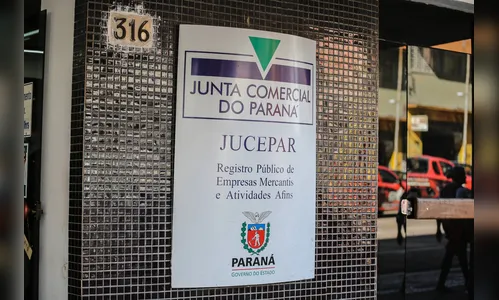 316
JUNTA COMERCIAL
DO PARANÁ
JUCEPAR
Registro Público de
Empresas Mercantis
e Atividades Afins
PARANÁ
GOVERNO DO ESTADO